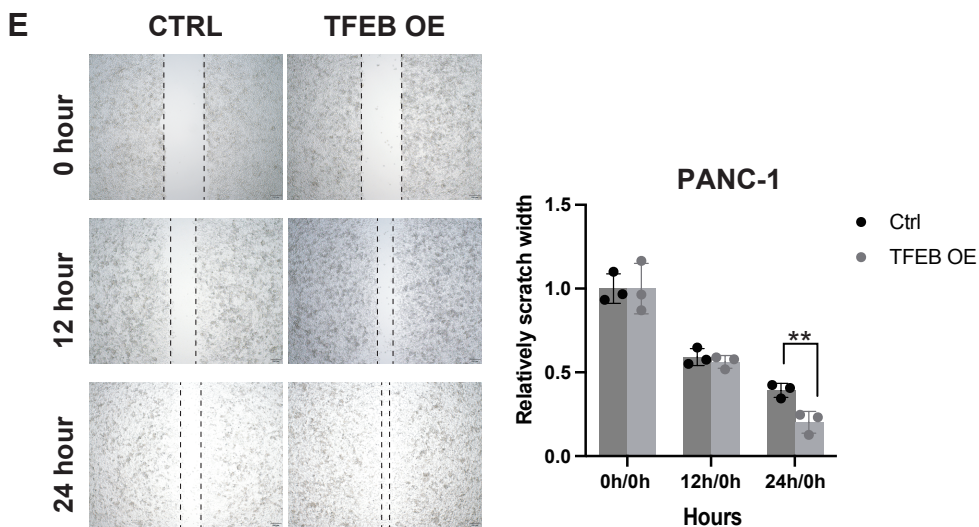 E
CTRL
TFEB OE
0 hour
12 hour
24 hour
PANC-1
Relatively scratch width
1.5
1.0
0.5
0.0
**
0h/0h
12h/0h
24h/0h
Hours
Ctrl
TFEB OE